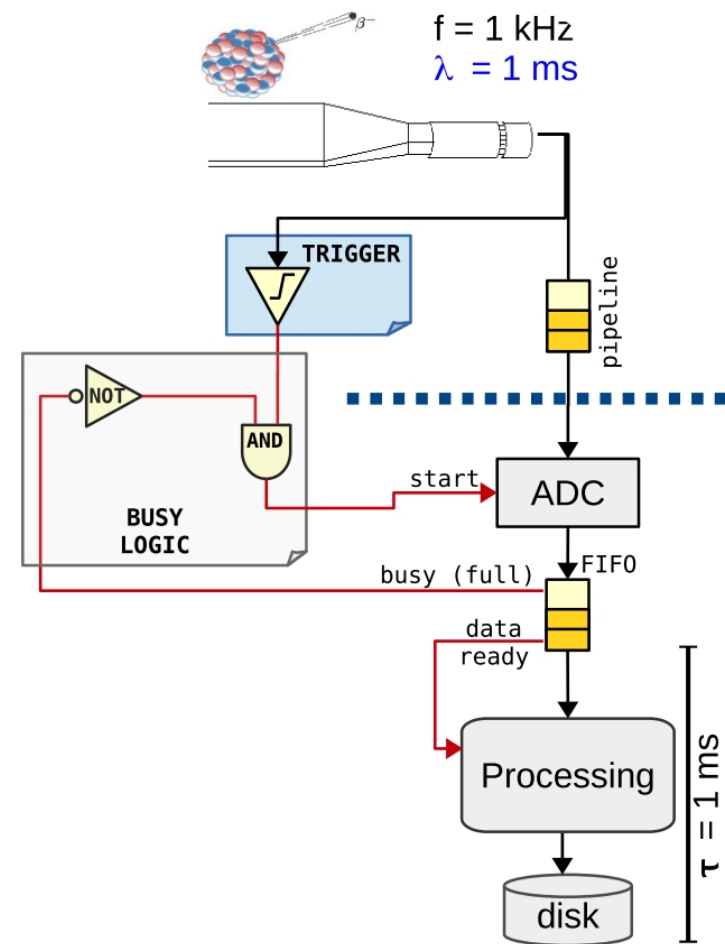 β⁻
f = 1 kHz
λ = 1 ms
TRIGGER
pipeline
NOT
AND
BUSY
LOGIC
start
ADC
FIFO
busy (full)
data
ready
Processing
τ = 1 ms
disk